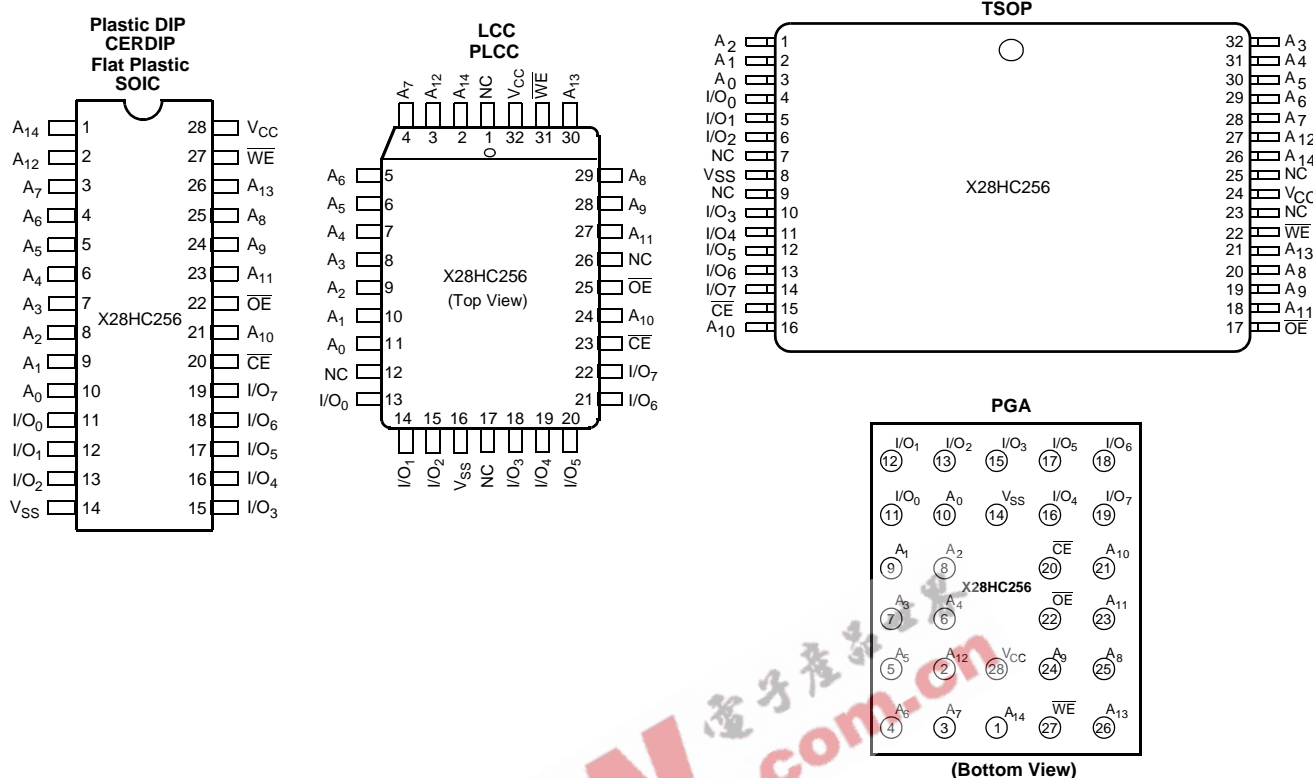 Plastic DIP
CERDIP
Flat Plastic
SOIC
A14 1 28 VCC
A12 2 27 WE
A7 3 26 A13
A6 4 25 A8
A5 5 24 A9
A4 6 23 A11
A3 7 22 OE
X28HC256
A2 8 21 A10
A1 9 20 CE
A0 10 19 I/O7
I/O0 11 18 I/O6
I/O1 12 17 I/O5
I/O2 13 16 I/O4
VSS 14 15 I/O3
LCC
PLCC
A7 A12 A14 NC VCC WE A13
4 3 2 1 32 31 30
A6 5 29 A8
A5 6 28 A9
A4 7 27 A11
A3 8 26 NC
X28HC256
A2 9 25 OE
(Top View)
A1 10 24 A10
A0 11 23 CE
NC 12 22 I/O7
I/O0 13 21 I/O6
14 15 16 17 18 19 20
I/O1 I/O2 VSS NC I/O3 I/O4 I/O5
TSOP
A2 1 32 A3
A1 2 31 A4
A0 3 30 A5
I/O0 4 29 A6
I/O1 5 28 A7
I/O2 6 27 A12
NC 7 26 A14
VSS 8 25 NC
X28HC256
NC 9 24 VCC
I/O3 10 23 NC
I/O4 11 22 WE
I/O5 12 21 A13
I/O6 13 20 A8
I/O7 14 19 A9
CE 15 18 A11
A10 16 17 OE
PGA
I/O1 I/O2 I/O3 I/O5 I/O6
12 13 15 17 18
I/O0 A0 VSS I/O4 I/O7
11 10 14 16 19
A1 A2 CE A10
9 8 20 21
X28HC256
A3 A4 OE A11
7 6 22 23
A5 A12 VCC A9 A8
5 2 28 24 25
A6 A7 A14 WE A13
4 3 1 27 26
(Bottom View)
電子產品世界
.com.cn